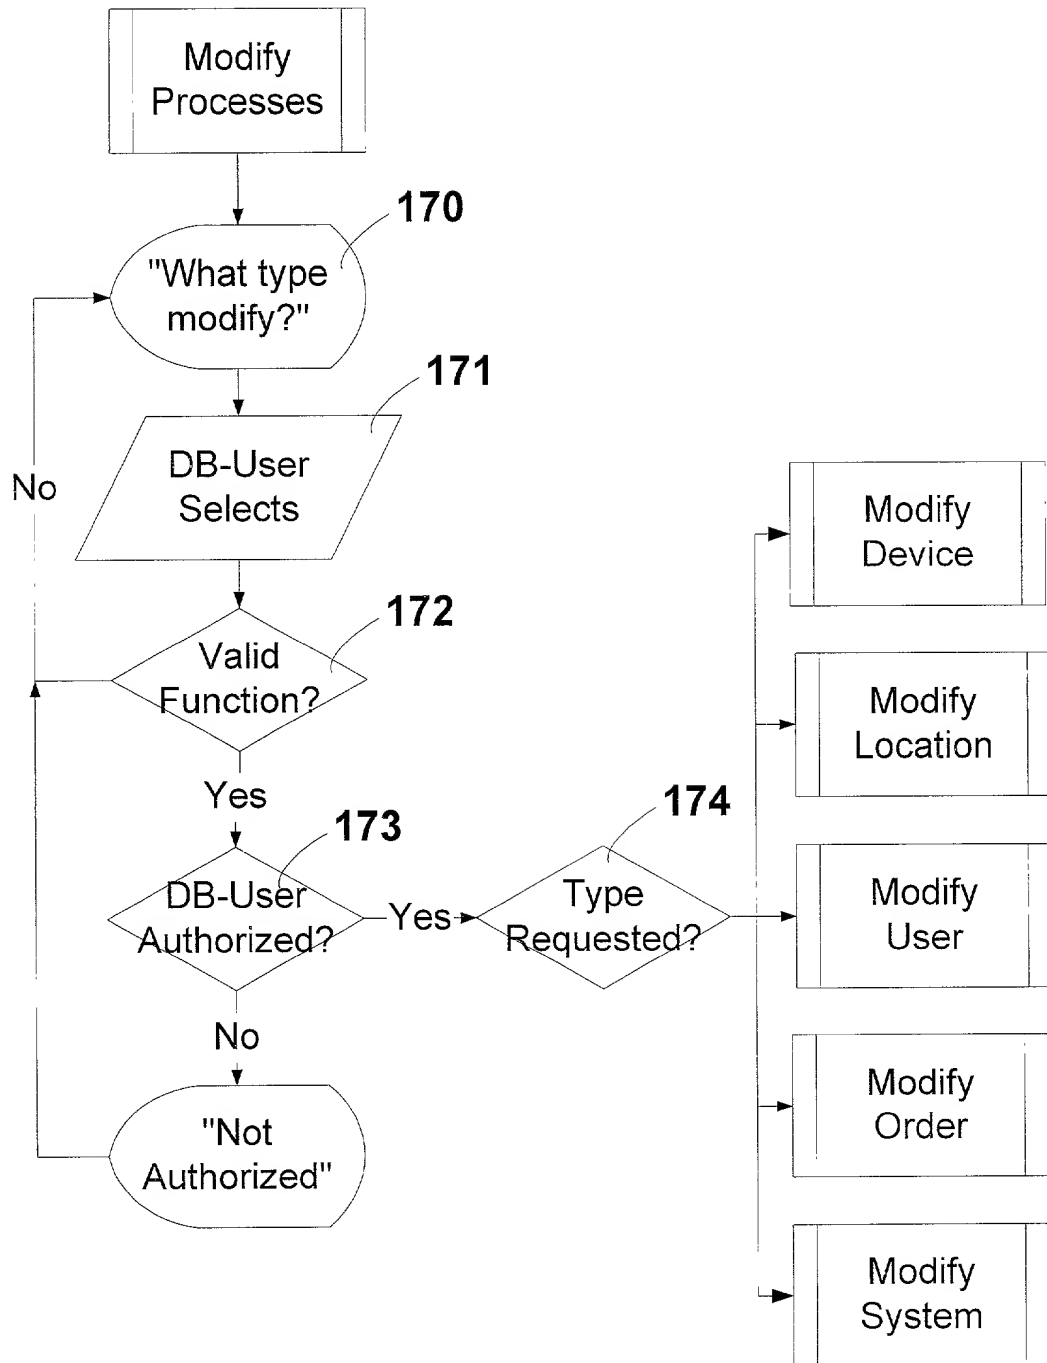 Modify
Processes
170
"What type
modify?"
171
DB-User
Selects
No
172
Valid
Function?
Yes
173
DB-User
Authorized?
Yes
174
Type
Requested?
No
"Not
Authorized"
Modify
Device
Modify
Location
Modify
User
Modify
Order
Modify
System